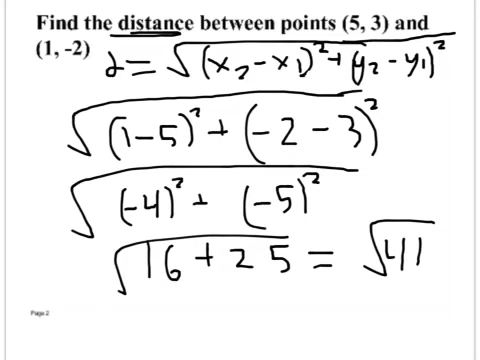 Find the distance between points (5, 3) and
(1, -2) d = √(x₂ - x₁)² + (y₂ - y₁)²
√(1 - 5)² + (-2 - 3)²
√(-4)² + (-5)²
√16 + 25 = √41
Page 2